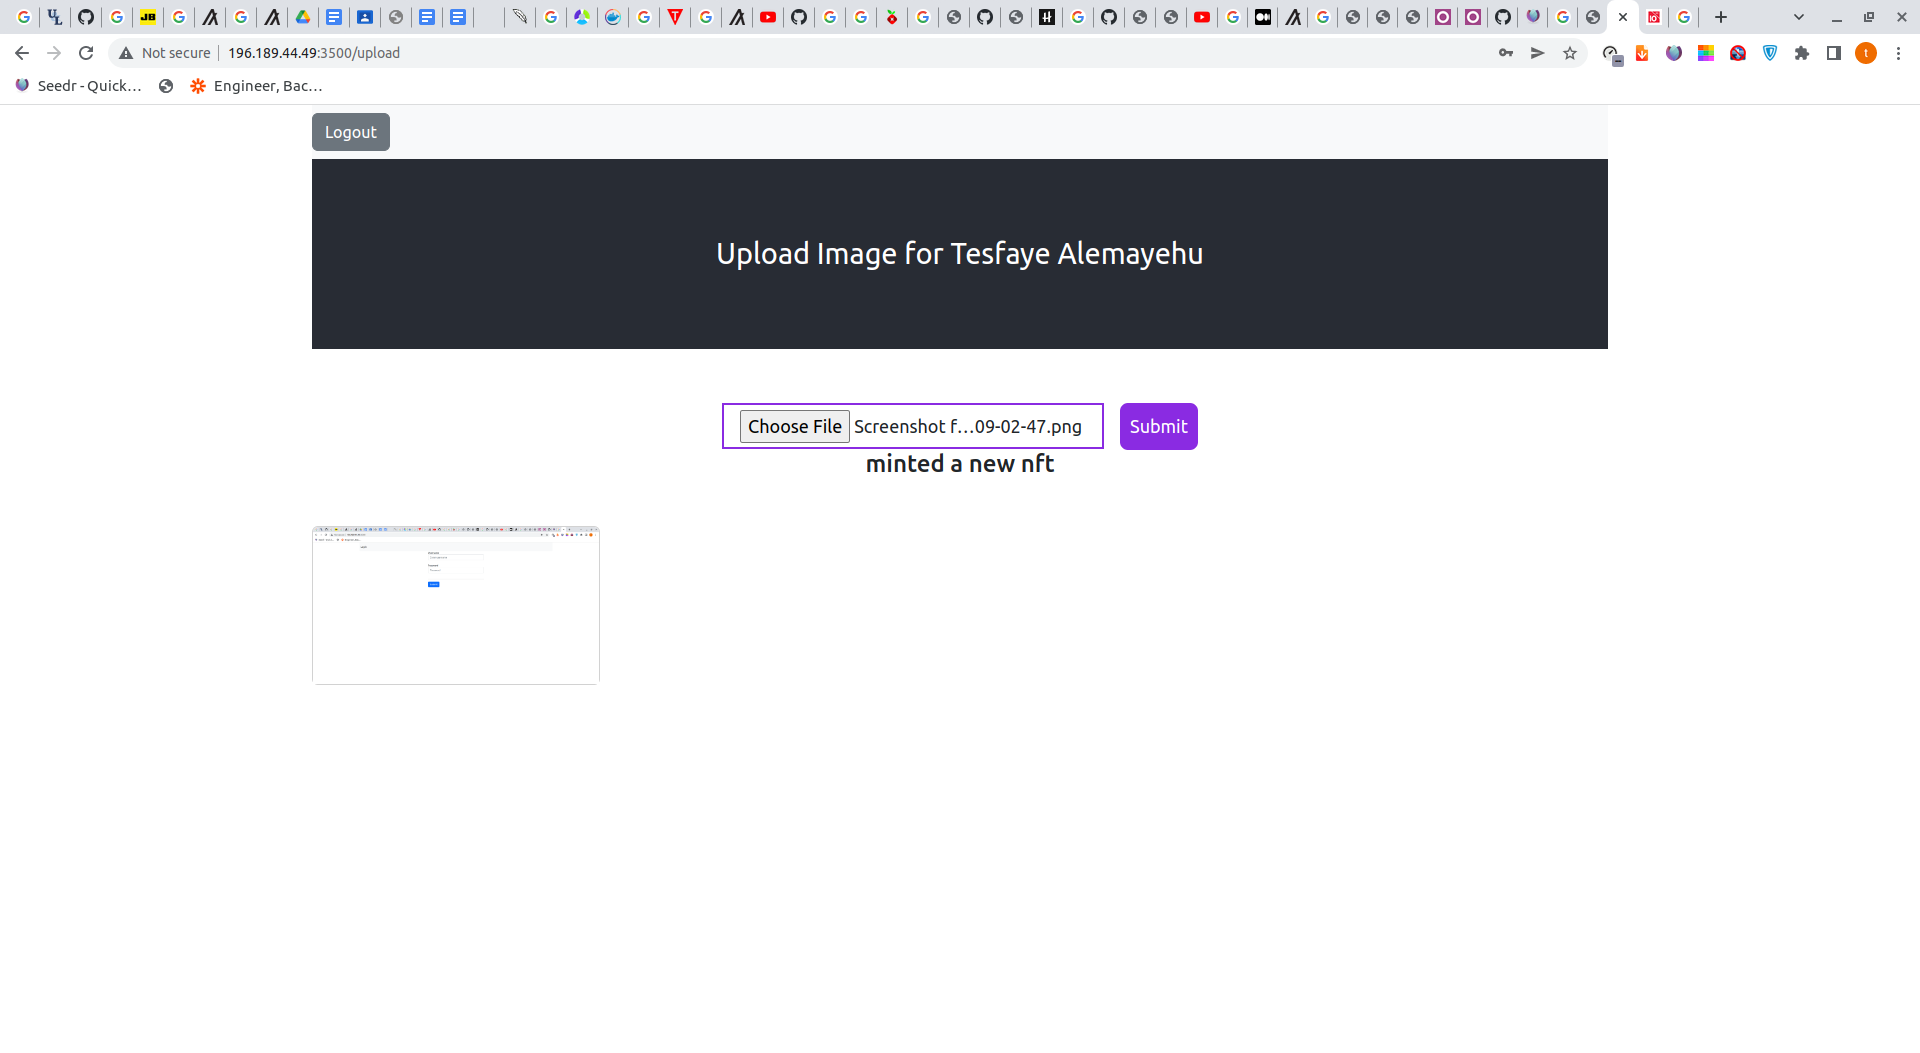 Not secure
196.189.44.49:3500/upload
Seedr - Quick...
Engineer, Bac...
Logout
Upload Image for Tesfaye Alemayehu
Choose File Screenshot f...09-02-47.png
Submit
minted a new nft